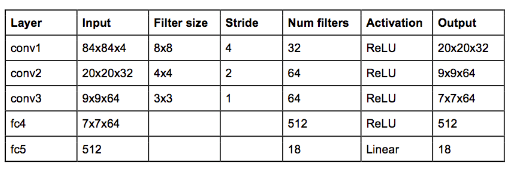 Layer Input Filter size Stride Num filters Activation Output
conv1 84x84x4 8x8 4 32 ReLU 20x20x32
conv2 20x20x32 4x4 2 64 ReLU 9x9x64
conv3 9x9x64 3x3 1 64 ReLU 7x7x64
fc4 7x7x64 512 ReLU 512
fc5 512 18 Linear 18